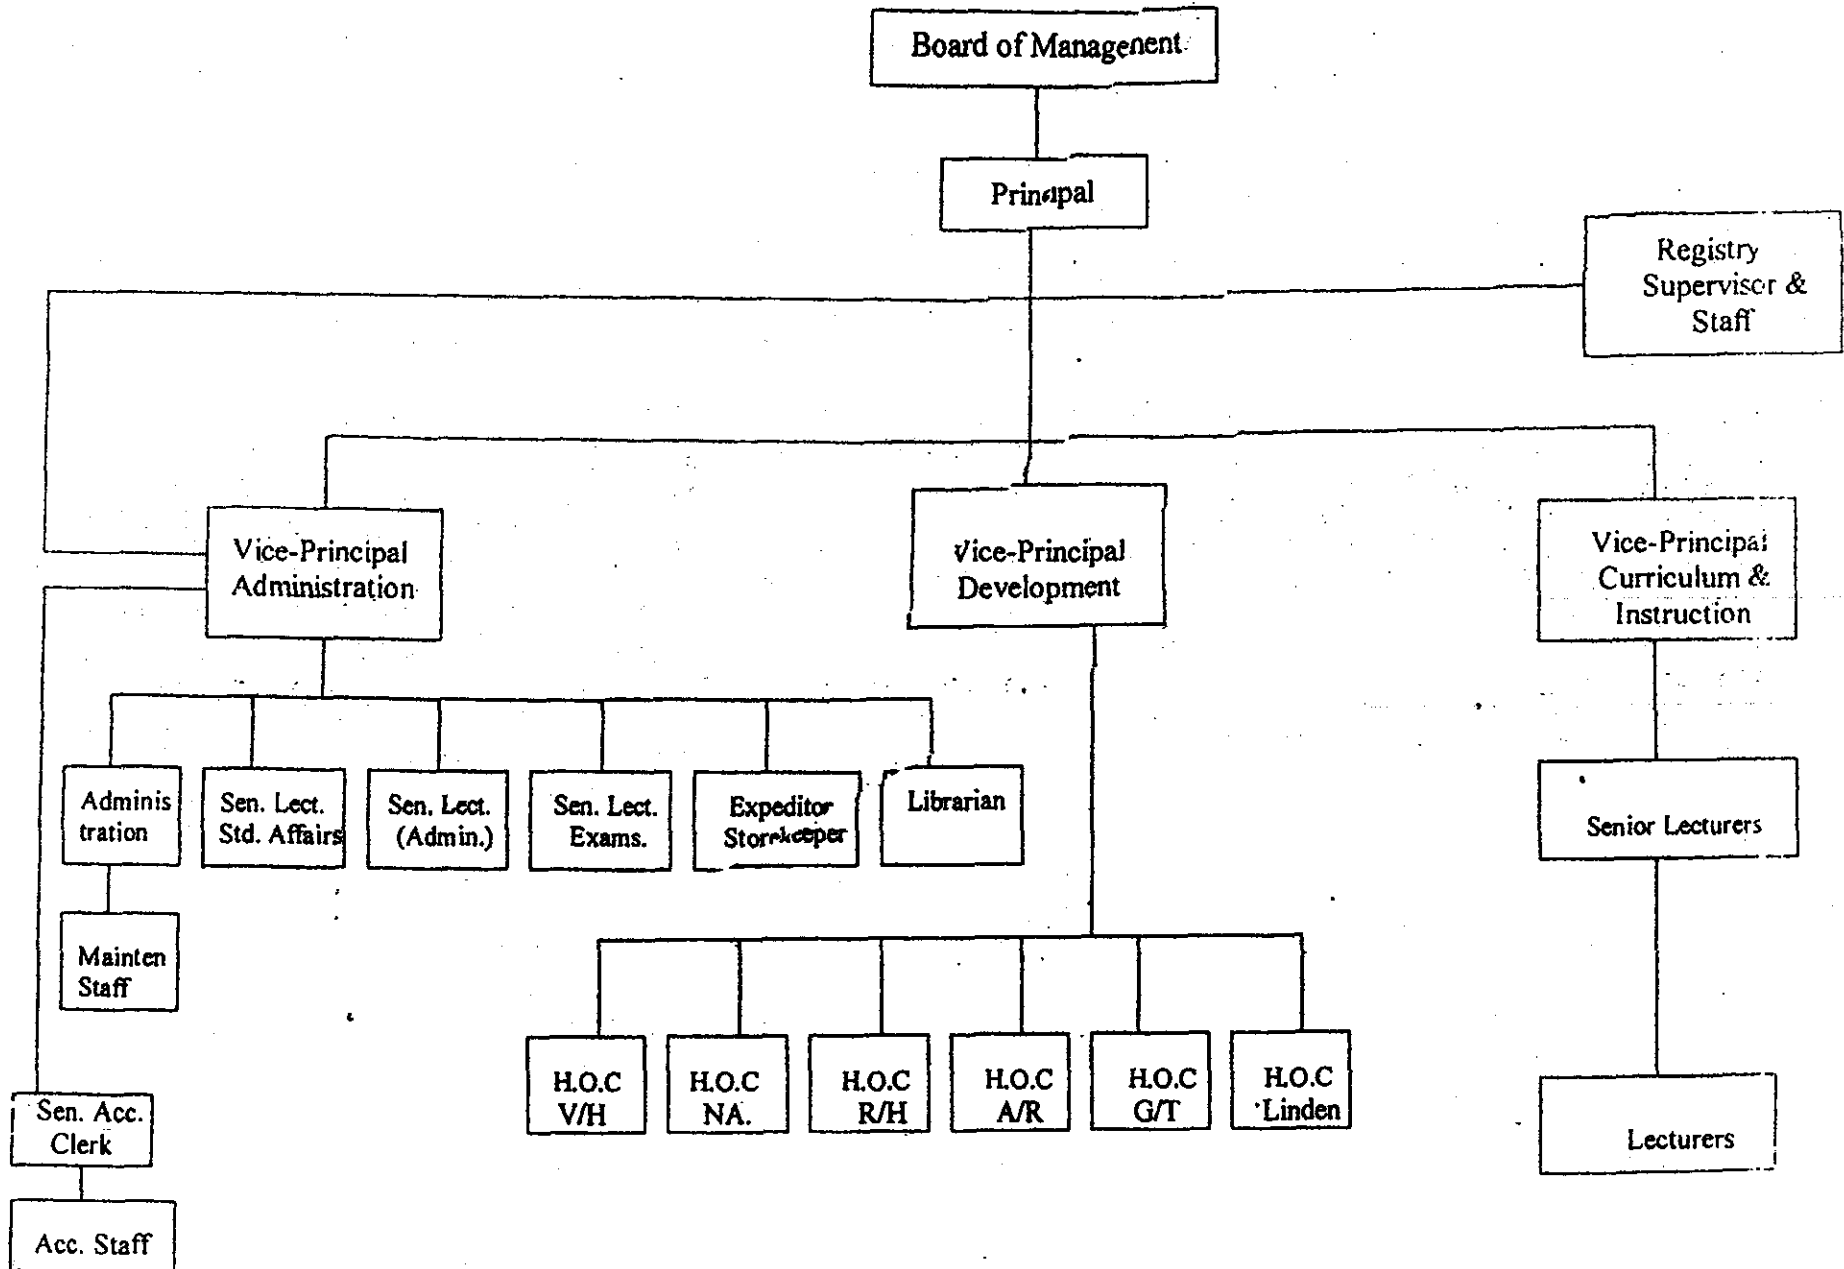 Board of Management
Principal
Registry
Supervisor &
Staff
Vice-Principal
Administration
Vice-Principal
Development
Vice-Principal
Curriculum &
Instruction
Adminis
tration
Sen. Lect.
Std. Affairs
Sen. Lect.
(Admin.)
Sen. Lect.
Exams.
Expeditor
Storekeeper
Librarian
Senior Lecturers
Mainten
Staff
H.O.C
V/H
H.O.C
NA.
H.O.C
R/H
H.O.C
A/R
H.O.C
G/T
H.O.C
Linden
Sen. Acc.
Clerk
Lecturers
Acc. Staff